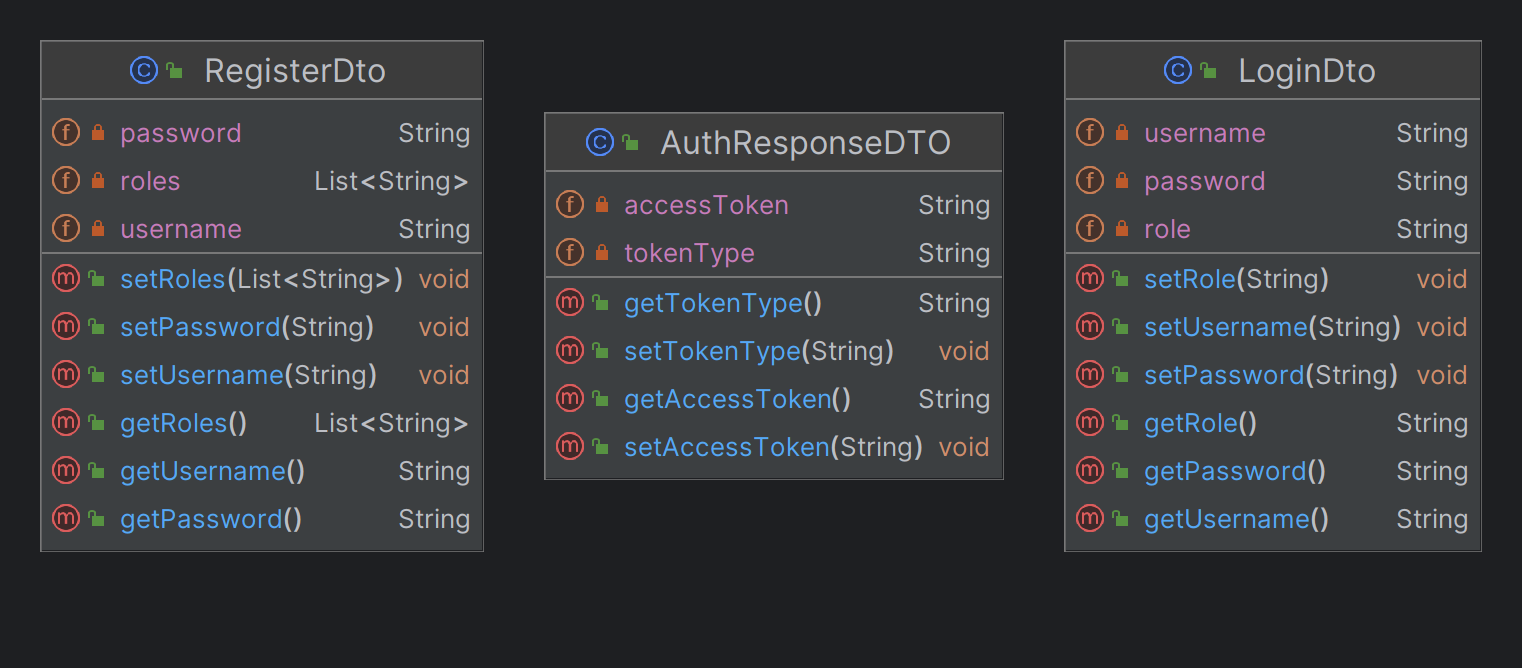 RegisterDto
password String
roles List<String>
username String
setRoles(List<String>) void
setPassword(String) void
setUsername(String) void
getRoles() List<String>
getUsername() String
getPassword() String
AuthResponseDTO
accessToken String
tokenType String
getTokenType() String
setTokenType(String) void
getAccessToken() String
setAccessToken(String) void
LoginDto
username String
password String
role String
setRole(String) void
setUsername(String) void
setPassword(String) void
getRole() String
getPassword() String
getUsername() String